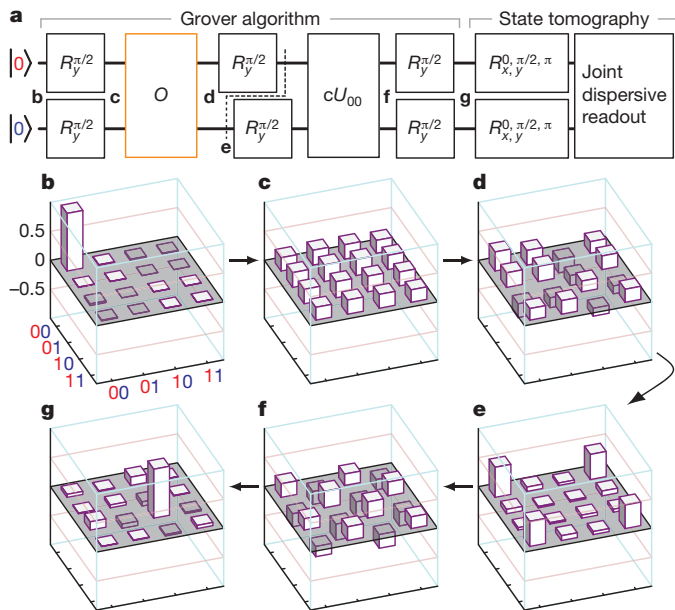 a
Grover algorithm
State tomography
|0⟩ b R_y^{π/2} c O d R_y^{π/2} cU_{00} f R_y^{π/2} g R_{x, y}^{0, π/2, π} Joint dispersive readout
|0⟩ R_y^{π/2} e R_y^{π/2} R_y^{π/2} R_{x, y}^{0, π/2, π}
b
c
d
0.5
0
−0.5
00
01
10
11
00 01 10 11
g
f
e